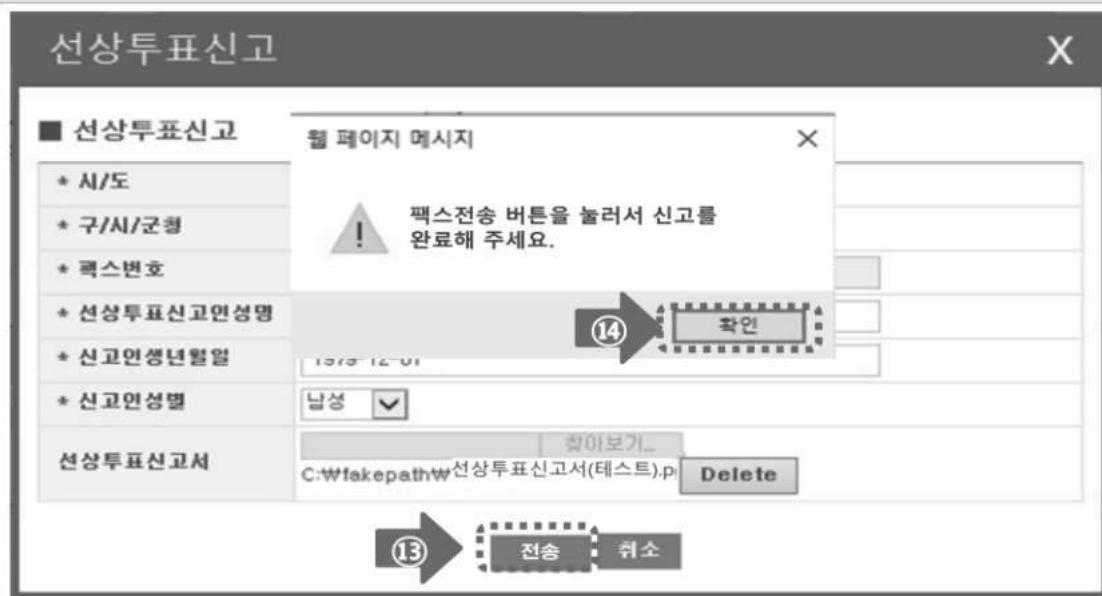 선상투표신고 X
■ 선상투표신고
웹 페이지 메시지 ×
* 시/도
팩스전송 버튼을 눌러서 신고를
완료해 주세요.
* 구/시/군청
* 팩스번호
* 선상투표신고인성명
⑭ 확인
* 신고인생년월일 1979-12-01
* 신고인성별 남성
선상투표신고서 찾아보기...
C:₩fakepath₩선상투표신고서(테스트).p Delete
⑬ 전송 취소